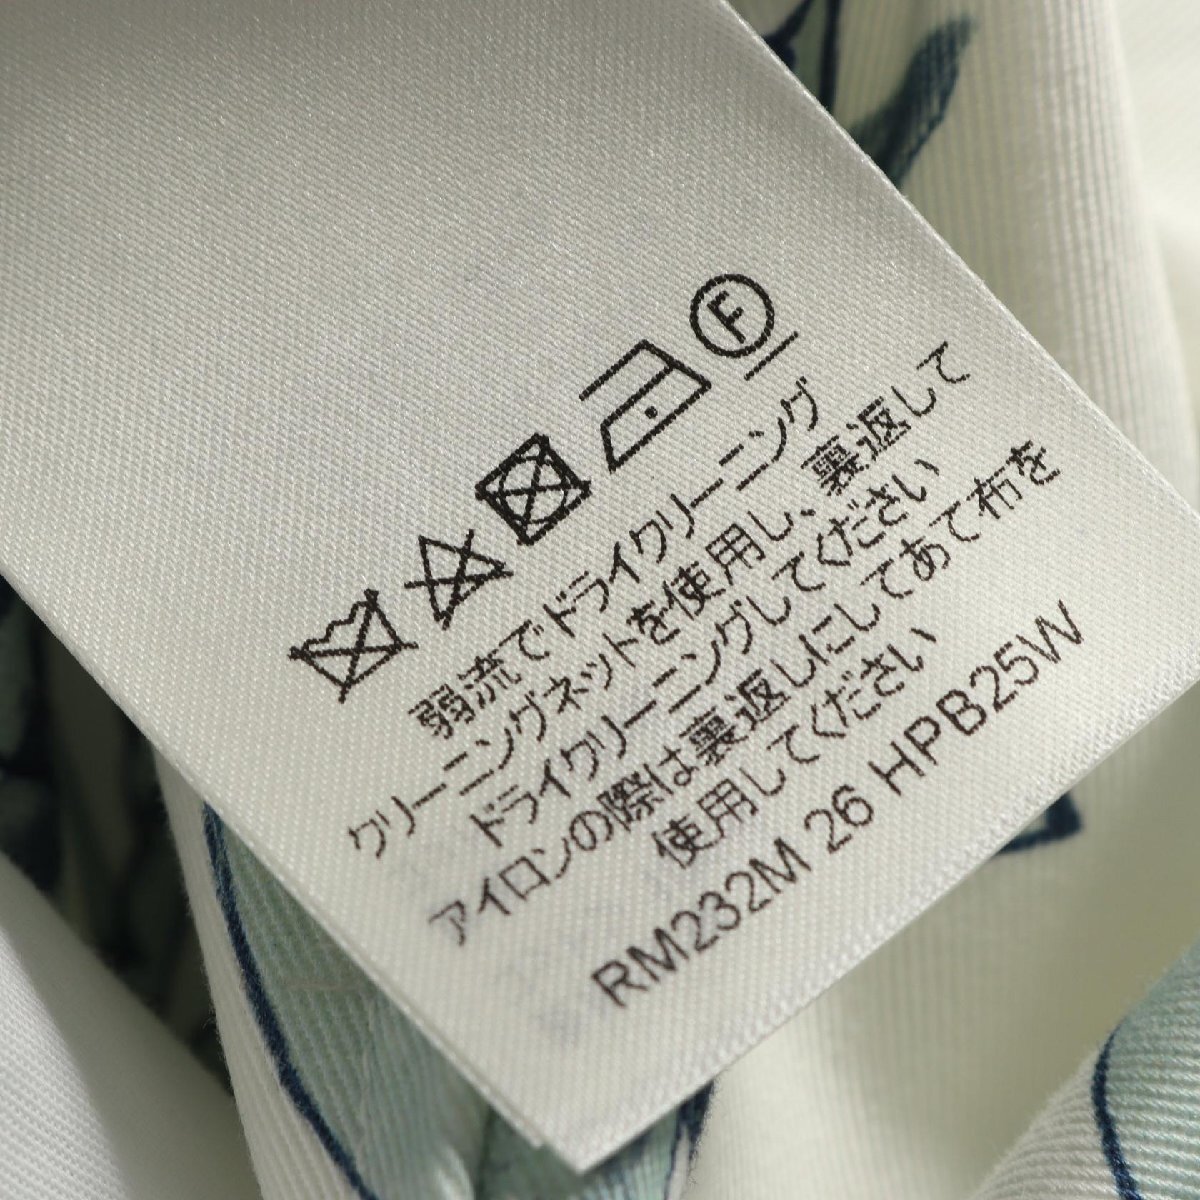 F
弱流でドライクリーニング
クリーニングネットを使用し、裏返して
ドライクリーニングしてください
アイロンの際は裏返しにしてあて布を
使用してください
RM232M 26 HPB25W